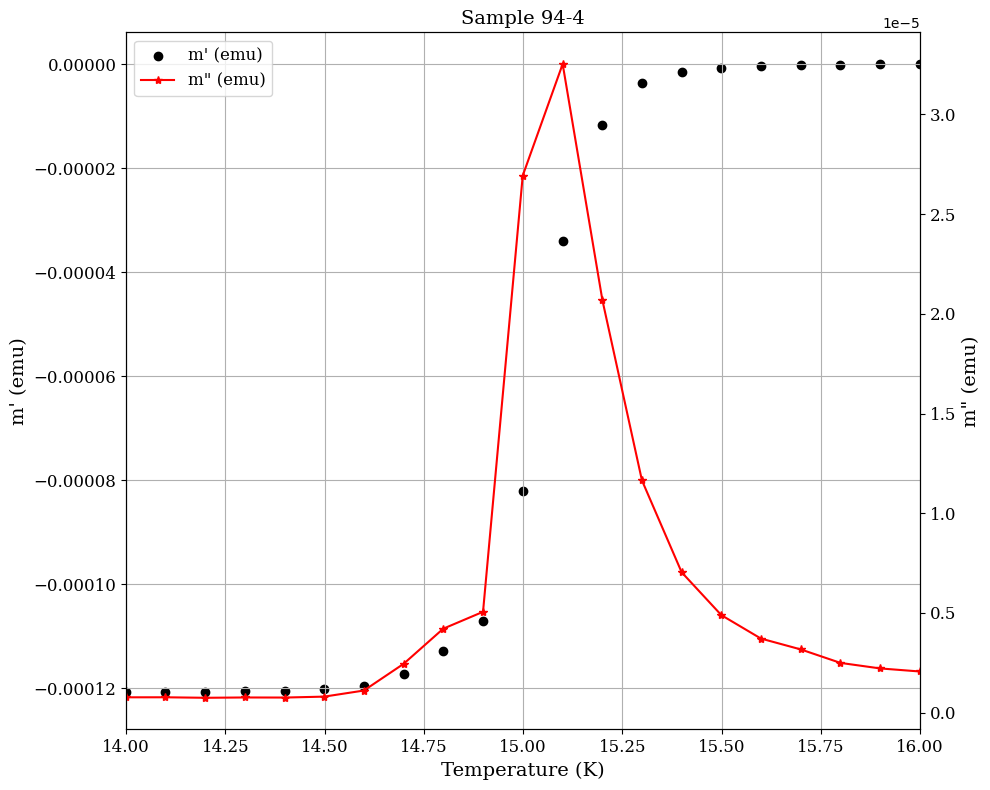 Sample 94-4
1e−5
m' (emu)
m" (emu)
0.00000
−0.00002
−0.00004
−0.00006
−0.00008
−0.00010
−0.00012
m' (emu)
3.0
2.5
2.0
1.5
1.0
0.5
0.0
m" (emu)
14.00 14.25 14.50 14.75 15.00 15.25 15.50 15.75 16.00
Temperature (K)